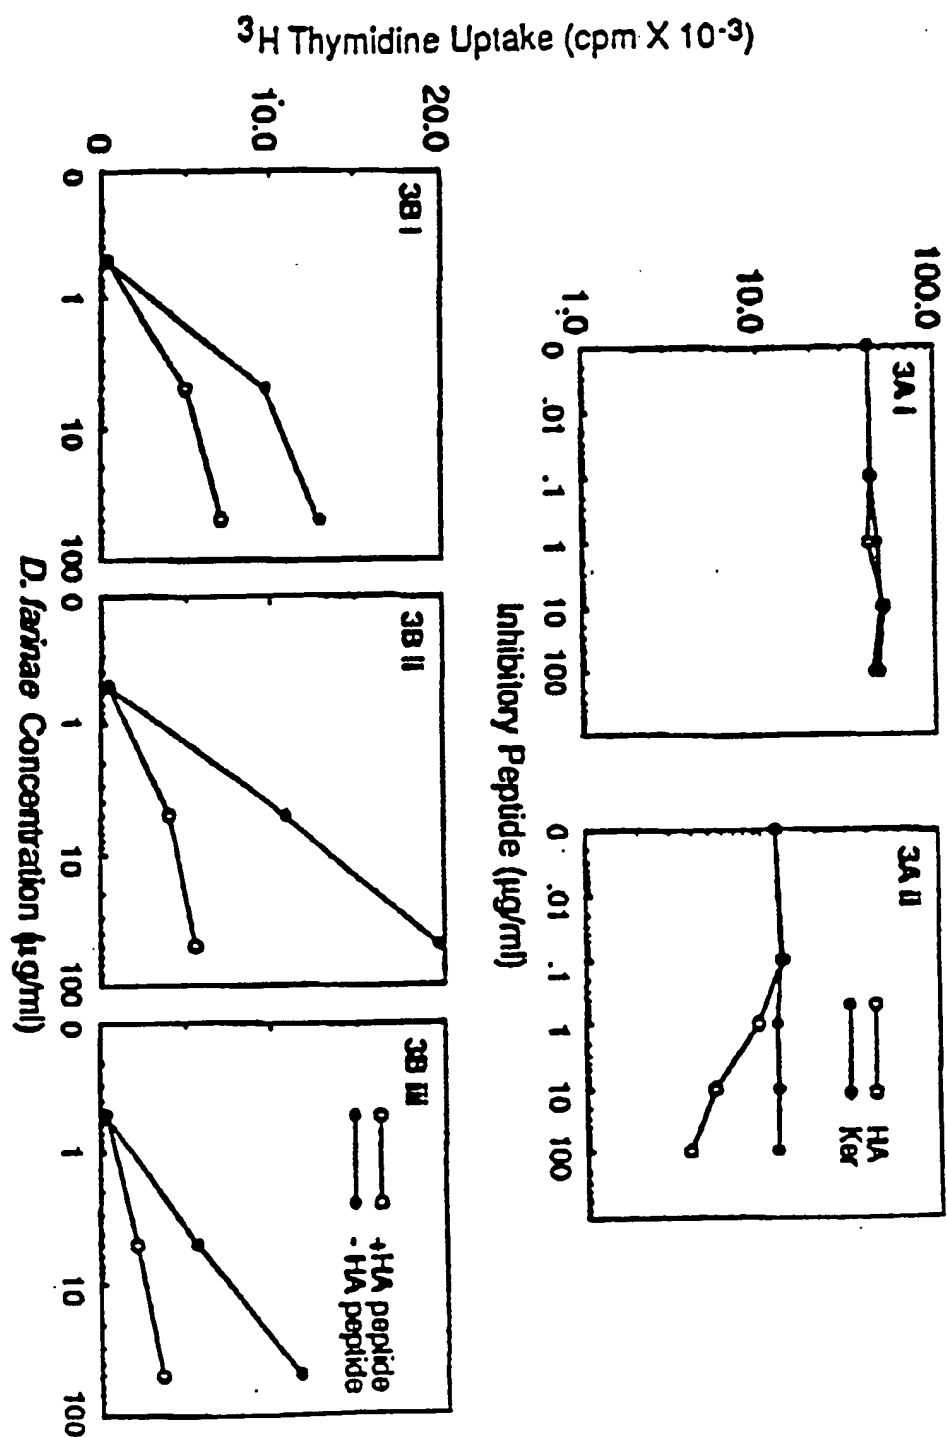 ³H Thymidine Uptake (cpm X 10⁻³)
100.0
10.0
1.0
3A I
0 .01 .1 1 10 100
3A II
HA
Ker
0 .01 .1 1 10 100
Inhibitory Peptide (µg/ml)
20.0
10.0
0
3B I
0 1 10 100
3B II
0 1 10 100
3B III
+HA peptide
- HA peptide
0 1 10 100
D. farinae Concentration (µg/ml)